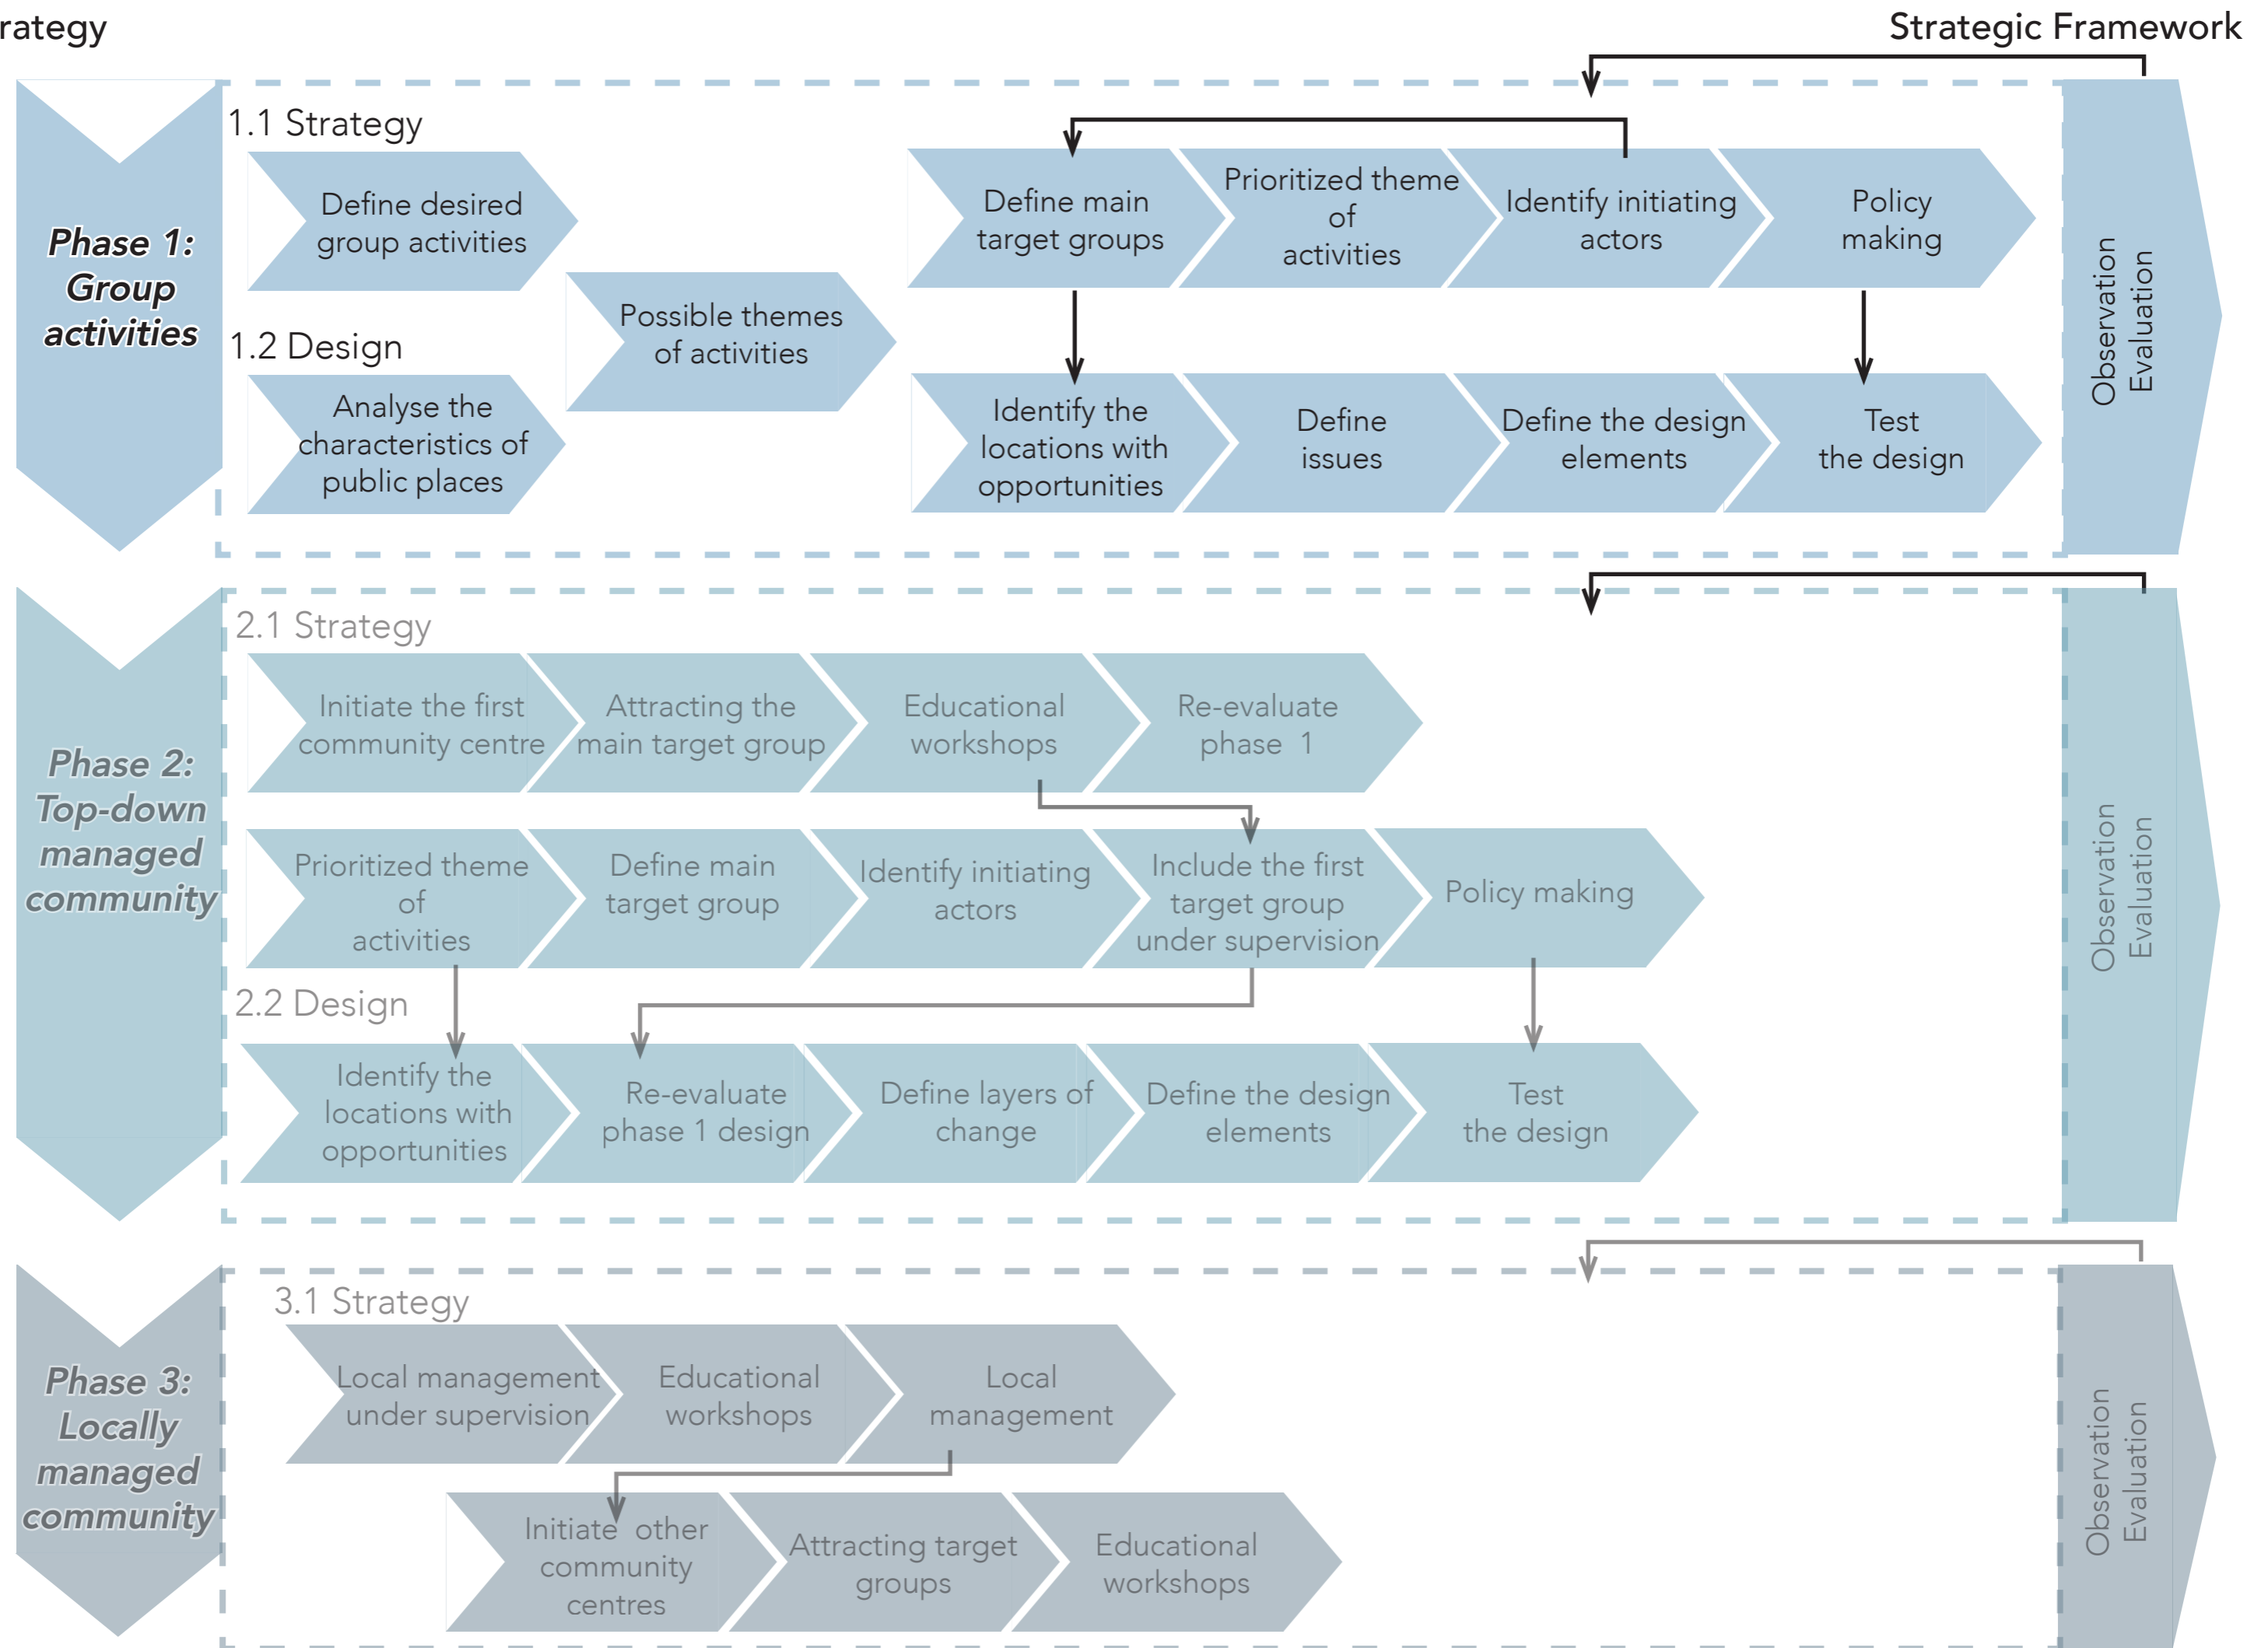 rategy
Strategic Framework
Phase 1:
Group
activities
1.1 Strategy
Define desired
group activities
Possible themes
of activities
Define main
target groups
Prioritized theme
of
activities
Identify initiating
actors
Policy
making
1.2 Design
Analyse the
characteristics of
public places
Identify the
locations with
opportunities
Define
issues
Define the design
elements
Test
the design
Observation
Evaluation
Phase 2:
Top-down
managed
community
2.1 Strategy
Initiate the first
community centre
Attracting the
main target group
Educational
workshops
Re-evaluate
phase 1
Prioritized theme
of
activities
Define main
target group
Identify initiating
actors
Include the first
target group
under supervision
Policy making
2.2 Design
Identify the
locations with
opportunities
Re-evaluate
phase 1 design
Define layers of
change
Define the design
elements
Test
the design
Observation
Evaluation
Phase 3:
Locally
managed
community
3.1 Strategy
Local management
under supervision
Educational
workshops
Local
management
Initiate other
community
centres
Attracting target
groups
Educational
workshops
Observation
Evaluation